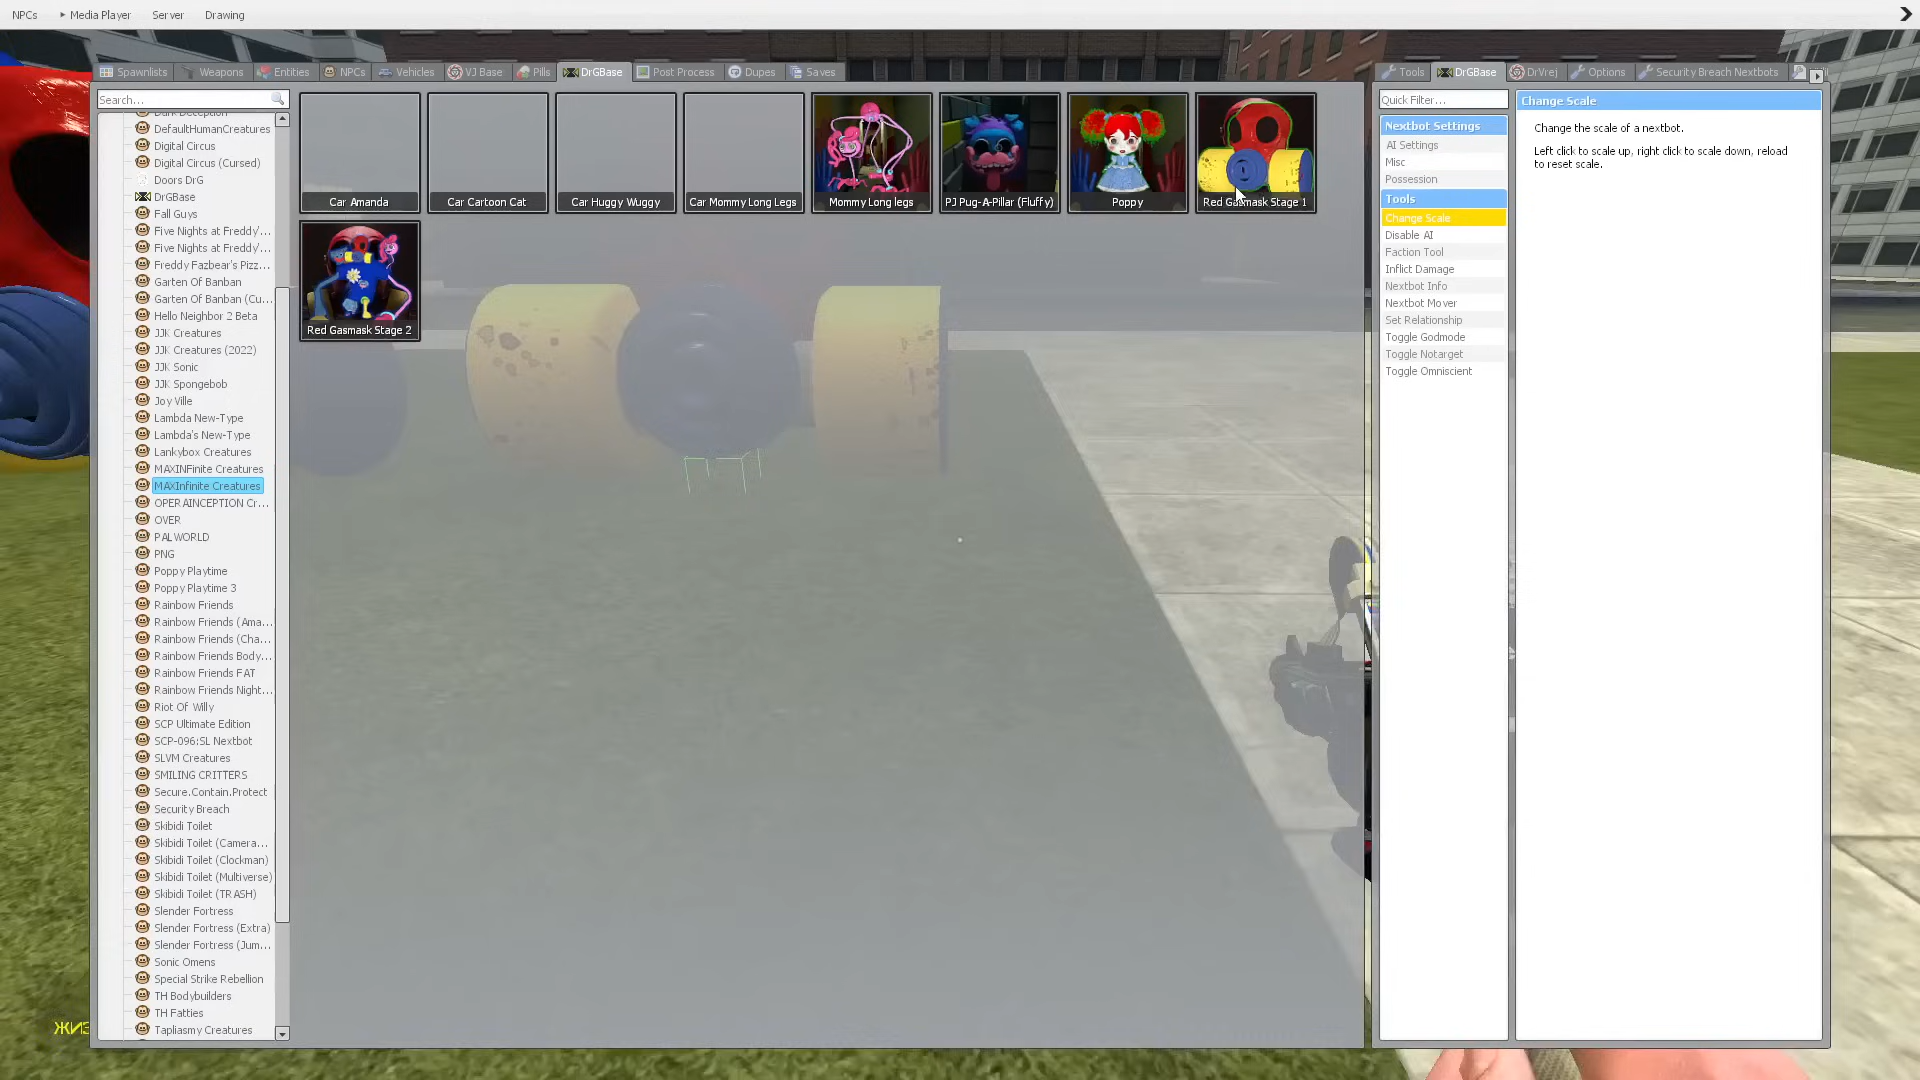 NPCs
Media Player
Server
Drawing
Spawnlists
Weapons
Entities
NPCs
Vehicles
VJ Base
Pills
DrGBase
Post Process
Dupes
Saves
Tools
DrGBase
DrVrej
Options
Security Breach Nextbots
Search...
DefaultHumanCreatures
Digital Circus
Digital Circus (Cursed)
Doors DrG
DrGBase
Fall Guys
Five Nights at Freddy'...
Five Nights at Freddy'...
Freddy Fazbear's Pizz...
Garten Of Banban
Garten Of Banban (Cu...
Hello Neighbor 2 Beta
JJK Creatures
JJK Creatures (2022)
JJK Sonic
JJK Spongebob
Joy Ville
Lambda New-Type
Lambda's New-Type
Lankybox Creatures
MAXINFinite Creatures
MAXInfinite Creatures
OPERAINCEPTION Cr...
OVER
PALWORLD
PNG
Poppy Playtime
Poppy Playtime 3
Rainbow Friends
Rainbow Friends (Ama...
Rainbow Friends (Cha...
Rainbow Friends Body...
Rainbow Friends FAT
Rainbow Friends Night...
Riot Of Willy
SCP Ultimate Edition
SCP-096:SL Nextbot
SLVM Creatures
SMILING CRITTERS
Secure.Contain.Protect
Security Breach
Skibidi Toilet
Skibidi Toilet (Camera...
Skibidi Toilet (Clockman)
Skibidi Toilet (Multiverse)
Skibidi Toilet (TRASH)
Slender Fortress
Slender Fortress (Extra)
Slender Fortress (Jum...
Sonic Omens
Special Strike Rebellion
TH Bodybuilders
TH Fatties
Tapliasmy Creatures
Car Amanda
Car Cartoon Cat
Car Huggy Wuggy
Car Mommy Long Legs
Mommy Long legs
PJ Pug-A-Pillar (Fluffy)
Poppy
Red Gasmask Stage 1
Red Gasmask Stage 2
Quick Filter...
Nextbot Settings
AI Settings
Misc
Possession
Tools
Change Scale
Disable AI
Faction Tool
Inflict Damage
Nextbot Info
Nextbot Mover
Set Relationship
Toggle Godmode
Toggle Notarget
Toggle Omniscient
Change Scale
Change the scale of a nextbot.
Left click to scale up, right click to scale down, reload
to reset scale.